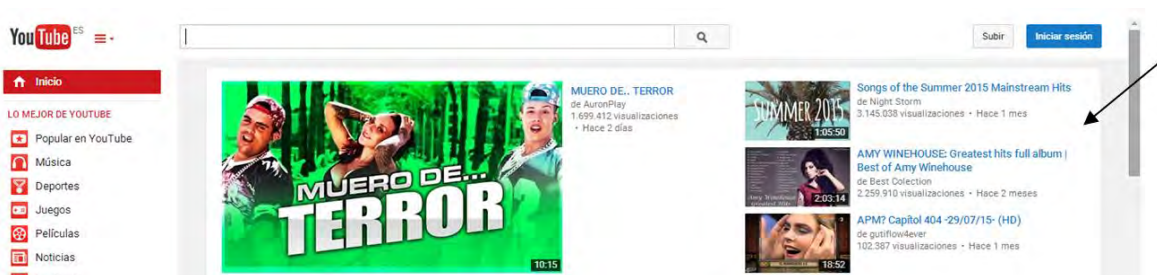 YouTube ES
Subir
Iniciar sesión
Inicio
LO MEJOR DE YOUTUBE
Popular en YouTube
Música
Deportes
Juegos
Películas
Noticias
MUERO DE...
TERROR
10:15
MUERO DE.. TERROR
de AuronPlay
1.699.412 visualizaciones
• Hace 2 días
SUMMER 2015
1:05:50
Songs of the Summer 2015 Mainstream Hits
de Night Storm
3.145.038 visualizaciones • Hace 1 mes
Amy Winehouse
Greatest Hits
2:03:14
AMY WINEHOUSE: Greatest hits full album |
Best of Amy Winehouse
de Best Colection
2.259.910 visualizaciones • Hace 2 meses
18:52
APM? Capítol 404 -29/07/15- (HD)
de gutiflow4ever
102.387 visualizaciones • Hace 1 mes